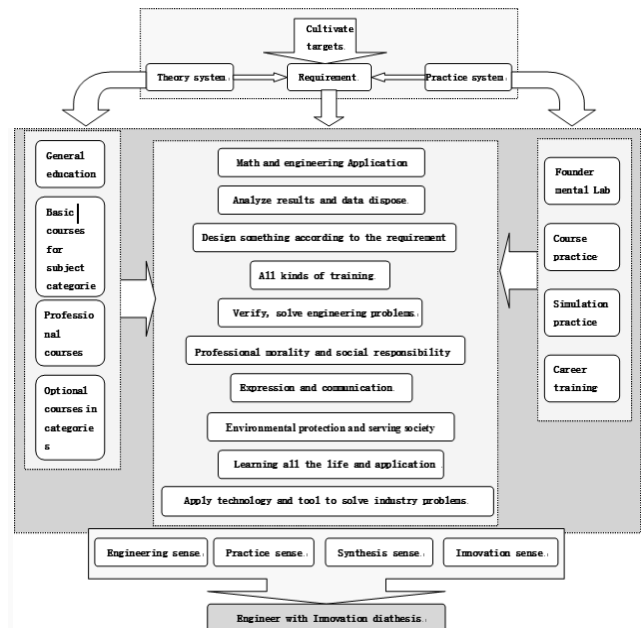 Cultivate
targets.
Theory system.
Requirement.
Practice system.
General
education
Basic
courses
for
subject
categorie
Professio
nal
courses
Optional
courses in
categorie
s
Math and engineering Application
Analyze results and data dispose.
Design something according to the requirement
All kinds of training.
Verify, solve engineering problems.
Professional morality and social responsibility
Expression and communication.
Environmental protection and serving society
Learning all the life and application
Apply technology and tool to solve industry problems.
Founder
mental Lab
Course
practice
Simulation
practice
Career
training
Engineering sense.
Practice sense.
Synthesis sense.
Innovation sense.
Engineer with Innovation diathesis.